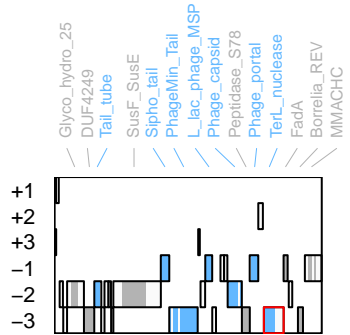 Glyco_hydro_25
DUF4249
Tail_tube
SusF_SusE
Sipho_tail
PhageMin_Tail
L_lac_phage_MSP
Phage_capsid
Peptidase_S78
Phage_portal
TerL_nuclease
FadA
Borrelia_REV
MMACHC
+1
+2
+3
−1
−2
−3